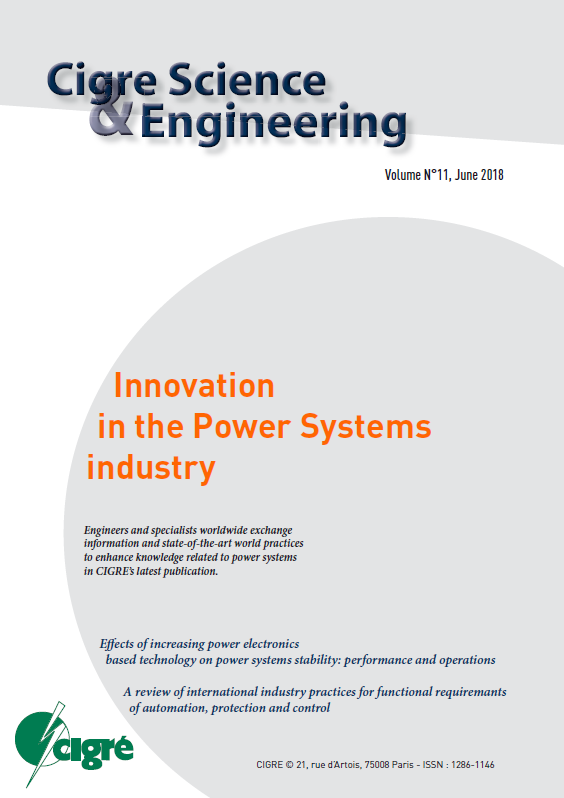 Cigre Science
& Engineering
Volume N°11, June 2018
Innovation
in the Power Systems
industry
Engineers and specialists worldwide exchange
information and state-of-the-art world practices
to enhance knowledge related to power systems
in CIGRE's latest publication.
Effects of increasing power electronics
based technology on power systems stability: performance and operations
A review of international industry practices for functional requiremants
of automation, protection and control
cigré
CIGRE © 21, rue d'Artois, 75008 Paris - ISSN : 1286-1146